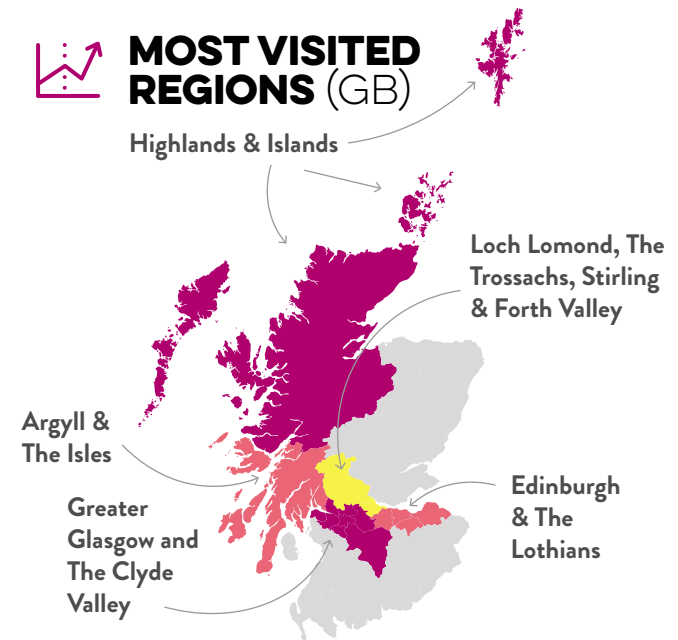 MOST VISITED
REGIONS (GB)
Highlands & Islands
Loch Lomond, The
Trossachs, Stirling
& Forth Valley
Argyll &
The Isles
Greater
Glasgow and
The Clyde
Valley
Edinburgh
& The
Lothians